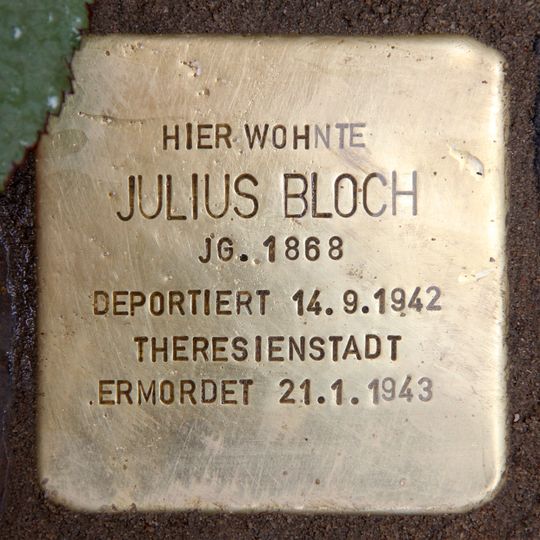 HIER WOHNTE
JULIUS BLOCH
JG. 1868
DEPORTIERT 14.9.1942
THERESIENSTADT
ERMORDET 21.1.1943